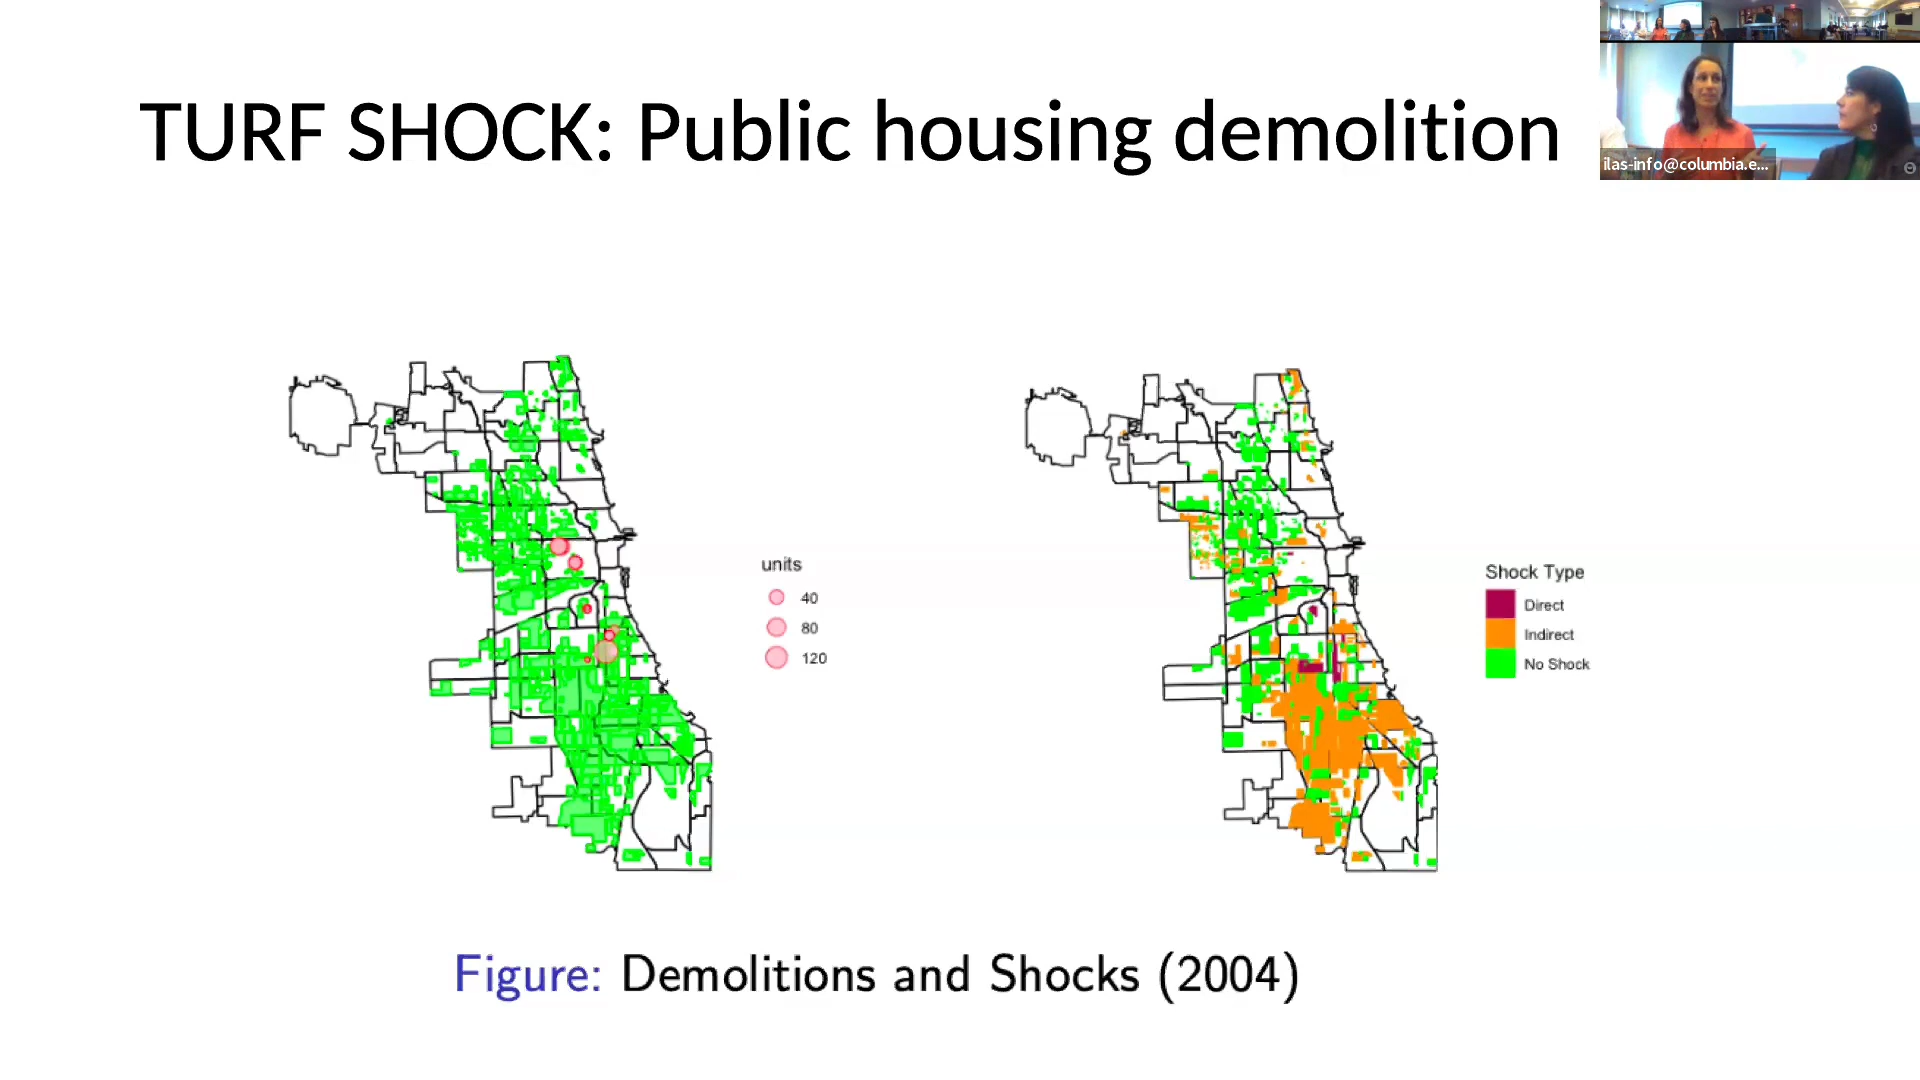 TURF SHOCK: Public housing demolition
ilas-info@columbia.e...
units
40
80
120
Shock Type
Direct
Indirect
No Shock
Figure: Demolitions and Shocks (2004)